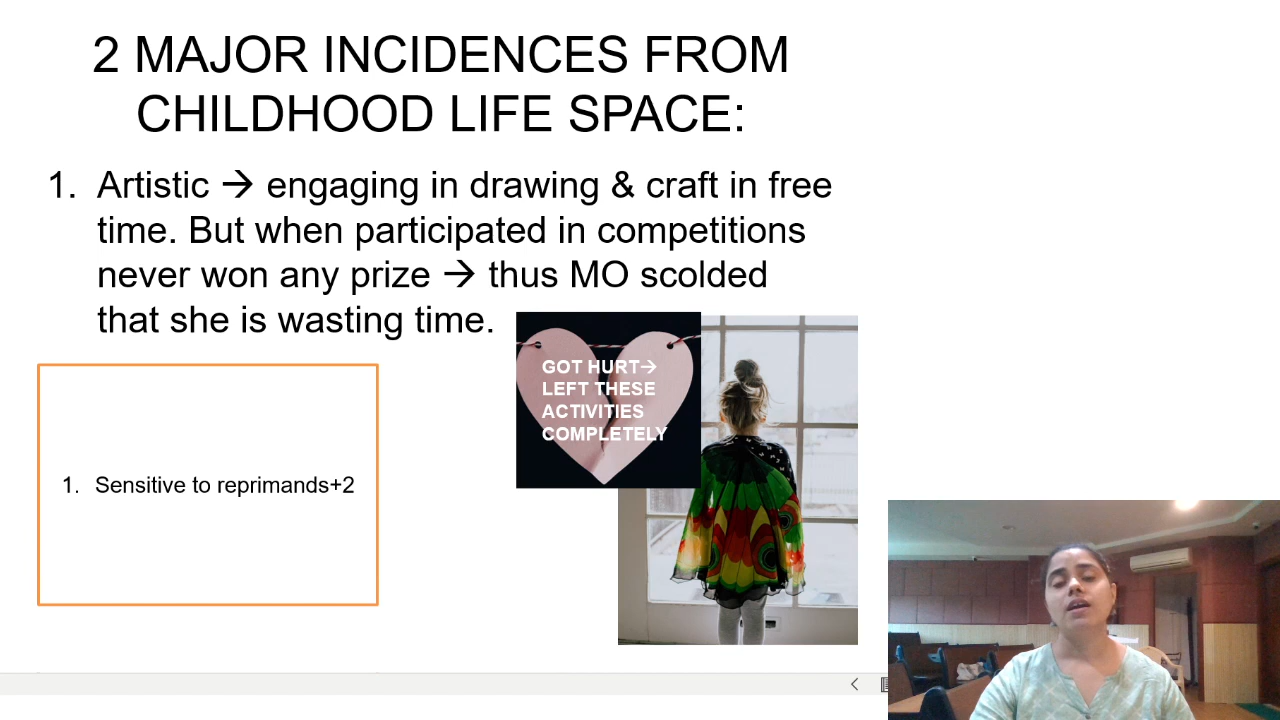 2 MAJOR INCIDENCES FROM
CHILDHOOD LIFE SPACE:
1. Artistic → engaging in drawing & craft in free
time. But when participated in competitions
never won any prize → thus MO scolded
that she is wasting time.
GOT HURT→
LEFT THESE
ACTIVITIES
COMPLETELY
1. Sensitive to reprimands+2